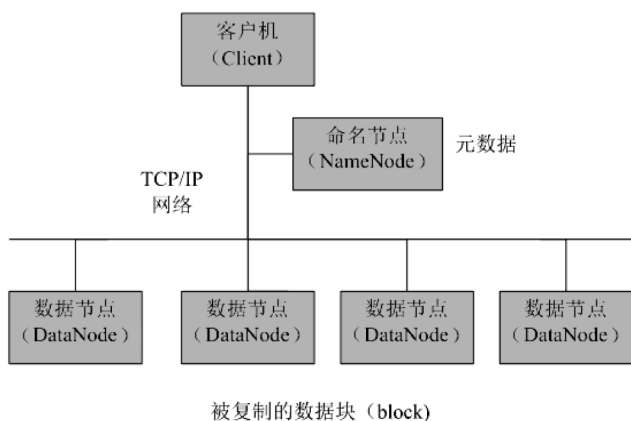 客户机
（Client）
命名节点
（NameNode）
元数据
TCP/IP
网络
数据节点
（DataNode）
数据节点
（DataNode）
数据节点
（DataNode）
数据节点
（DataNode）
被复制的数据块（block)